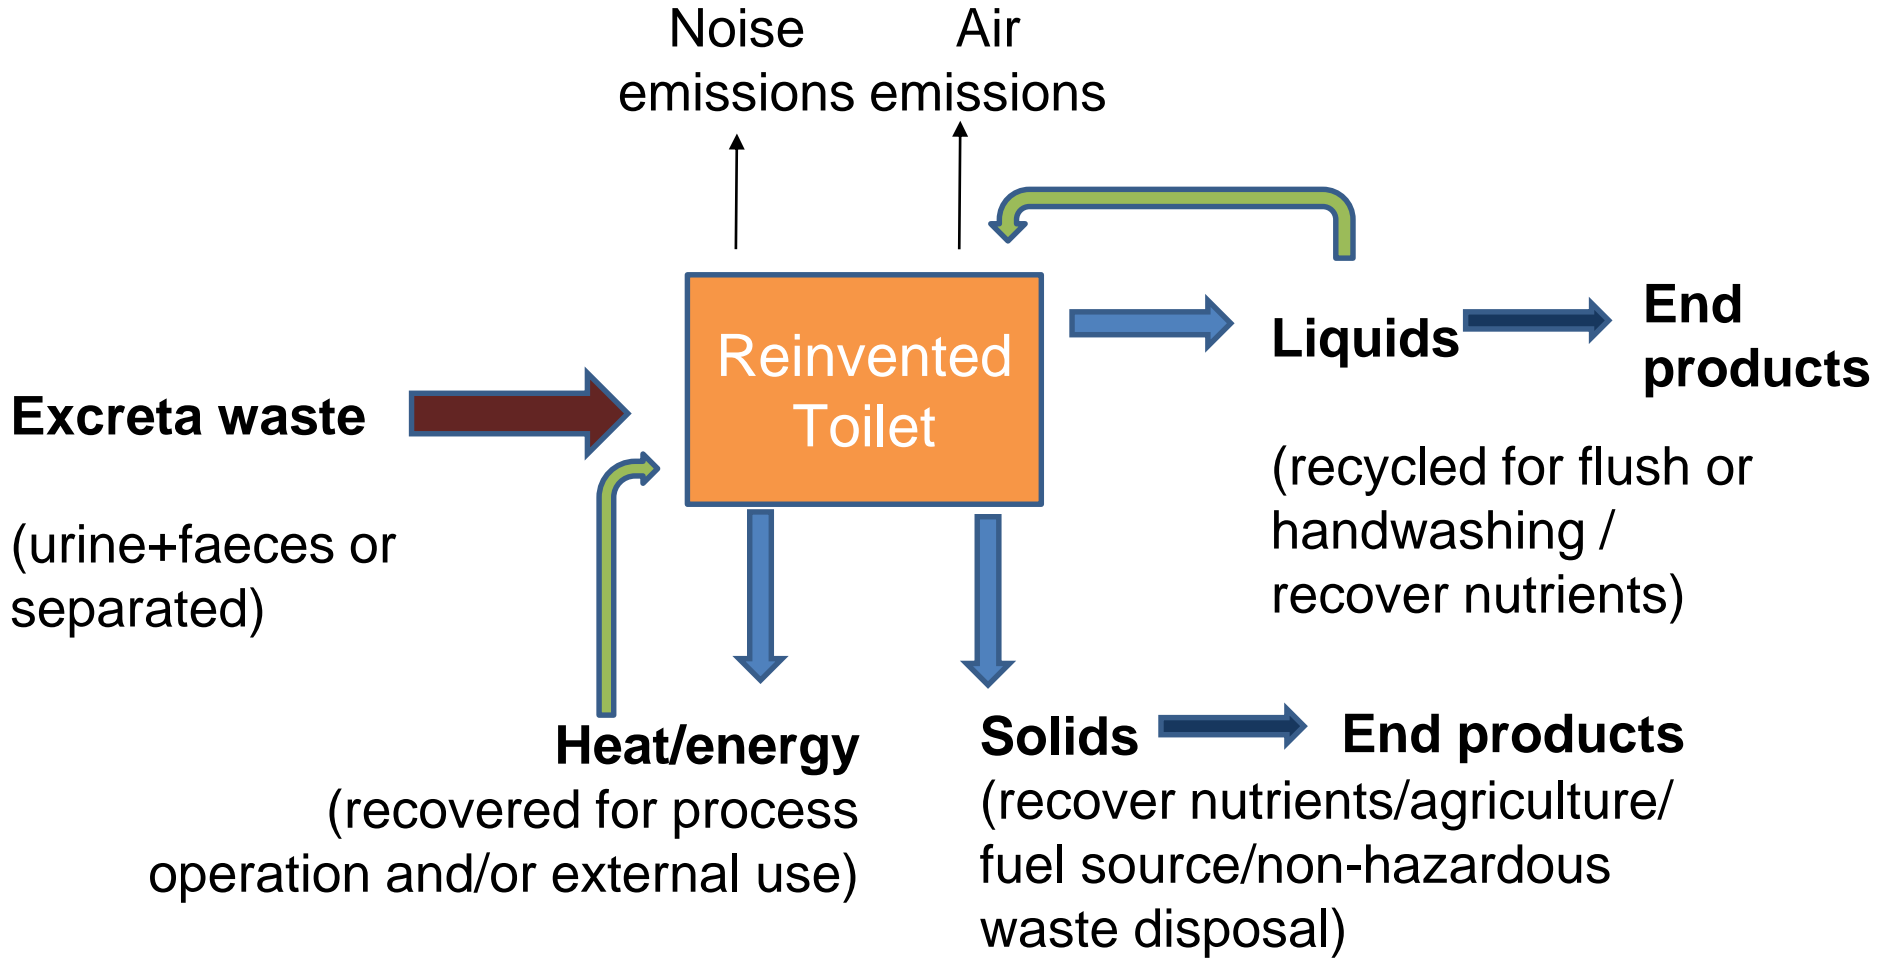 Noise
emissions
Air
emissions
Reinvented
Toilet
Excreta waste
(urine+faeces or
separated)
Liquids
End
products
(recycled for flush or
handwashing /
recover nutrients)
Heat/energy
(recovered for process
operation and/or external use)
Solids
End products
(recover nutrients/agriculture/
fuel source/non-hazardous
waste disposal)